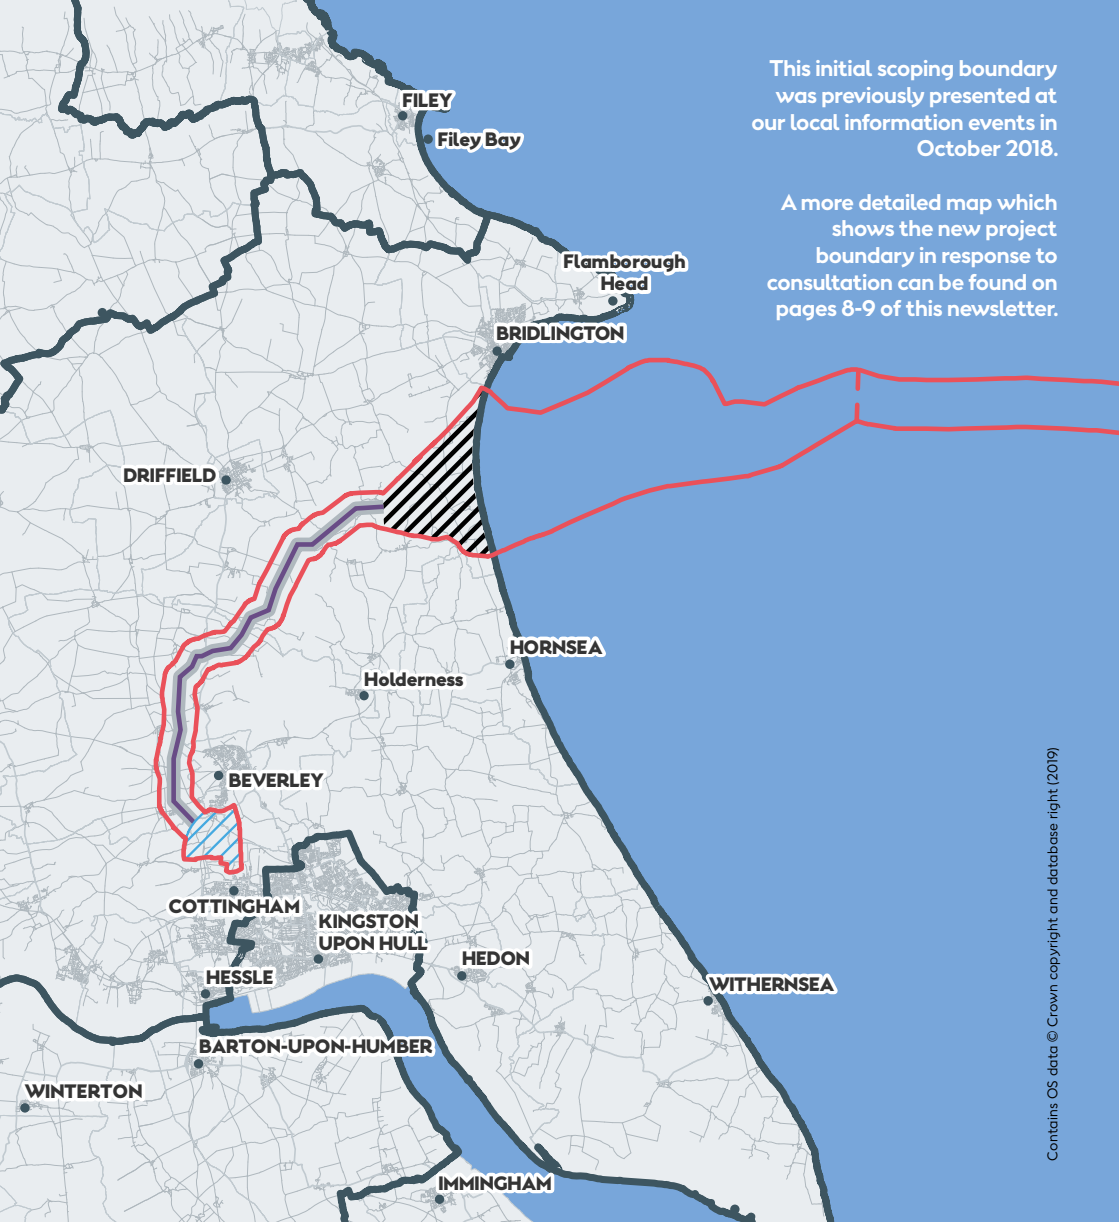 This initial scoping boundary
was previously presented at
our local information events in
October 2018.
A more detailed map which
shows the new project
boundary in response to
consultation can be found on
pages 8-9 of this newsletter.
FILEY
Filey Bay
Flamborough
Head
BRIDLINGTON
DRIFFIELD
HORNSEA
Holderness
BEVERLEY
COTTINGHAM
KINGSTON
UPON HULL
HEDON
HESSLE
WITHERNSEA
BARTON-UPON-HUMBER
WINTERTON
IMMINGHAM
Contains OS data © Crown copyright and database right (2019)